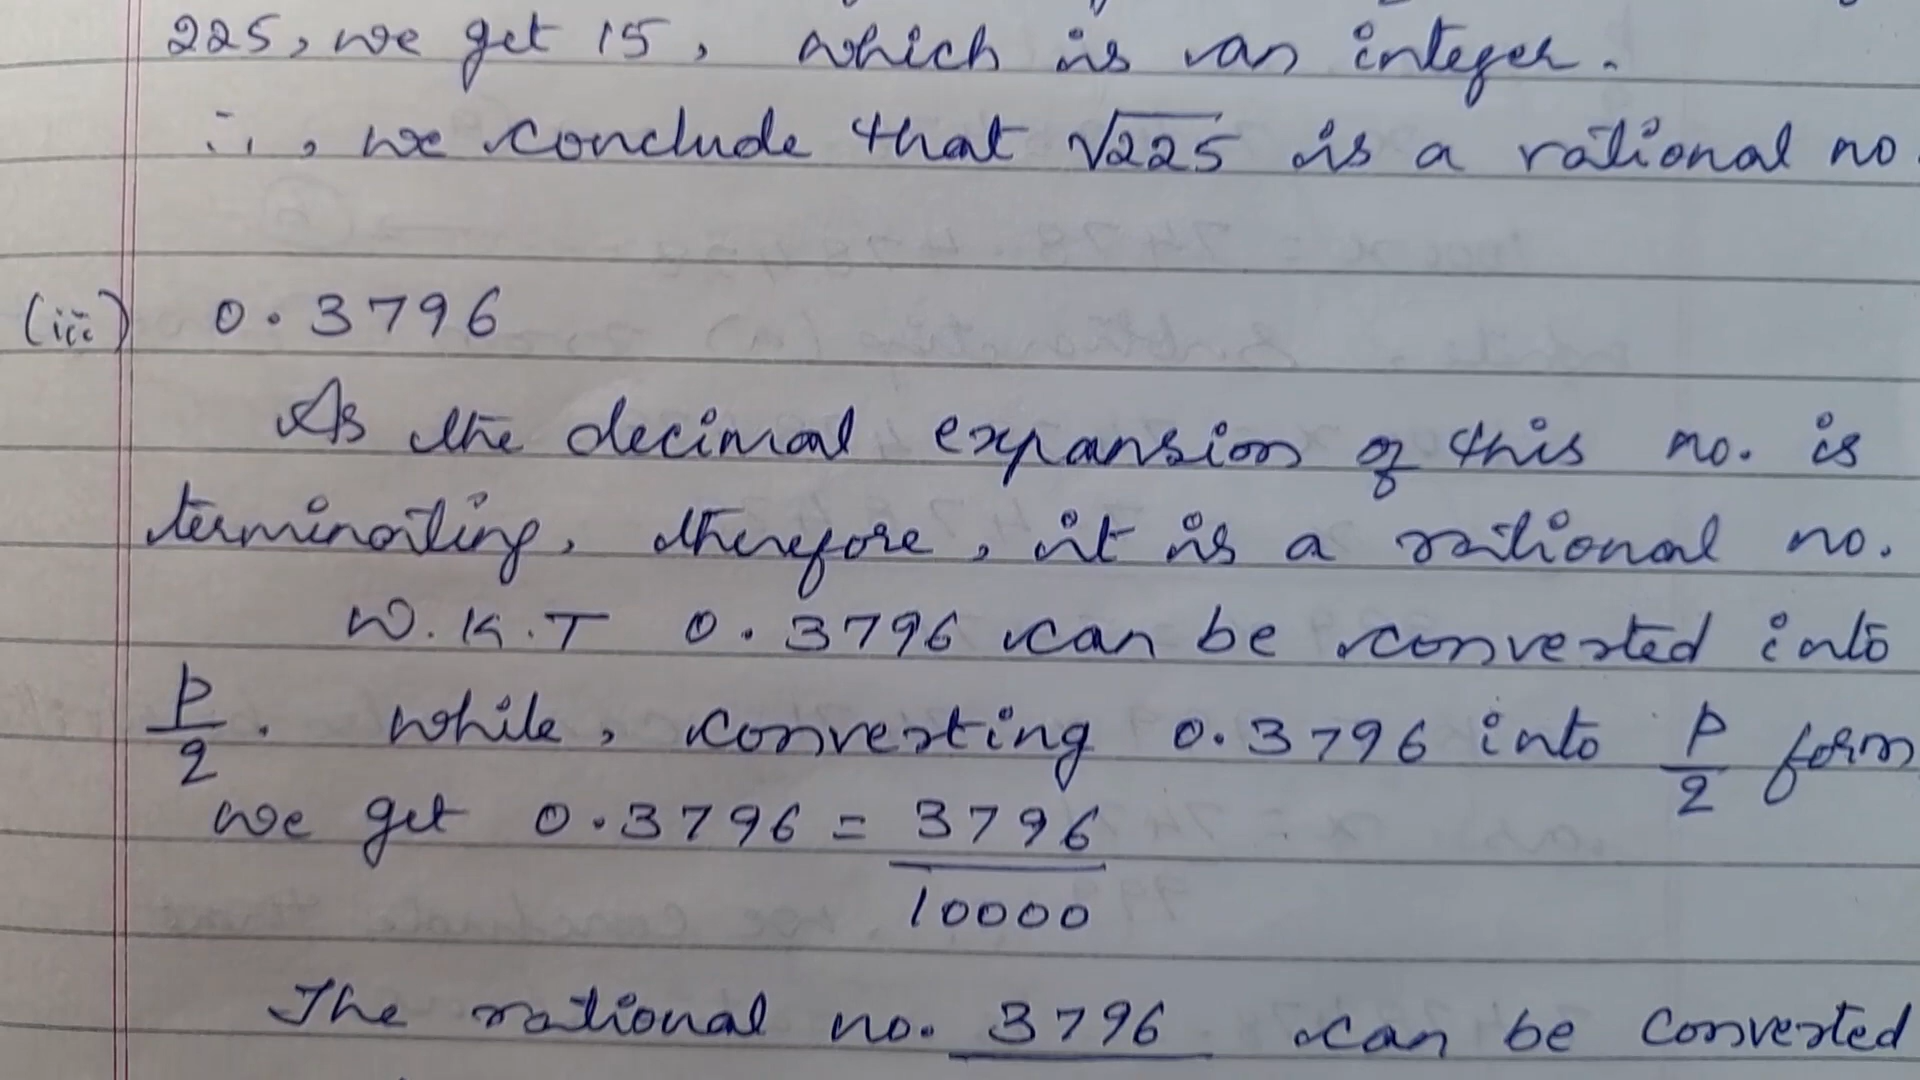 225, we get 15, which is an integer.
∴, we conclude that √225 is a rational no.
(iii) 0.3796
As the decimal expansion of this no. is
terminating, therefore, it is a rational no.
W.K.T 0.3796 can be converted into
p/q. while, converting 0.3796 into p/q form
we get 0.3796 = 3796/10000
The rational no. 3796 can be converted